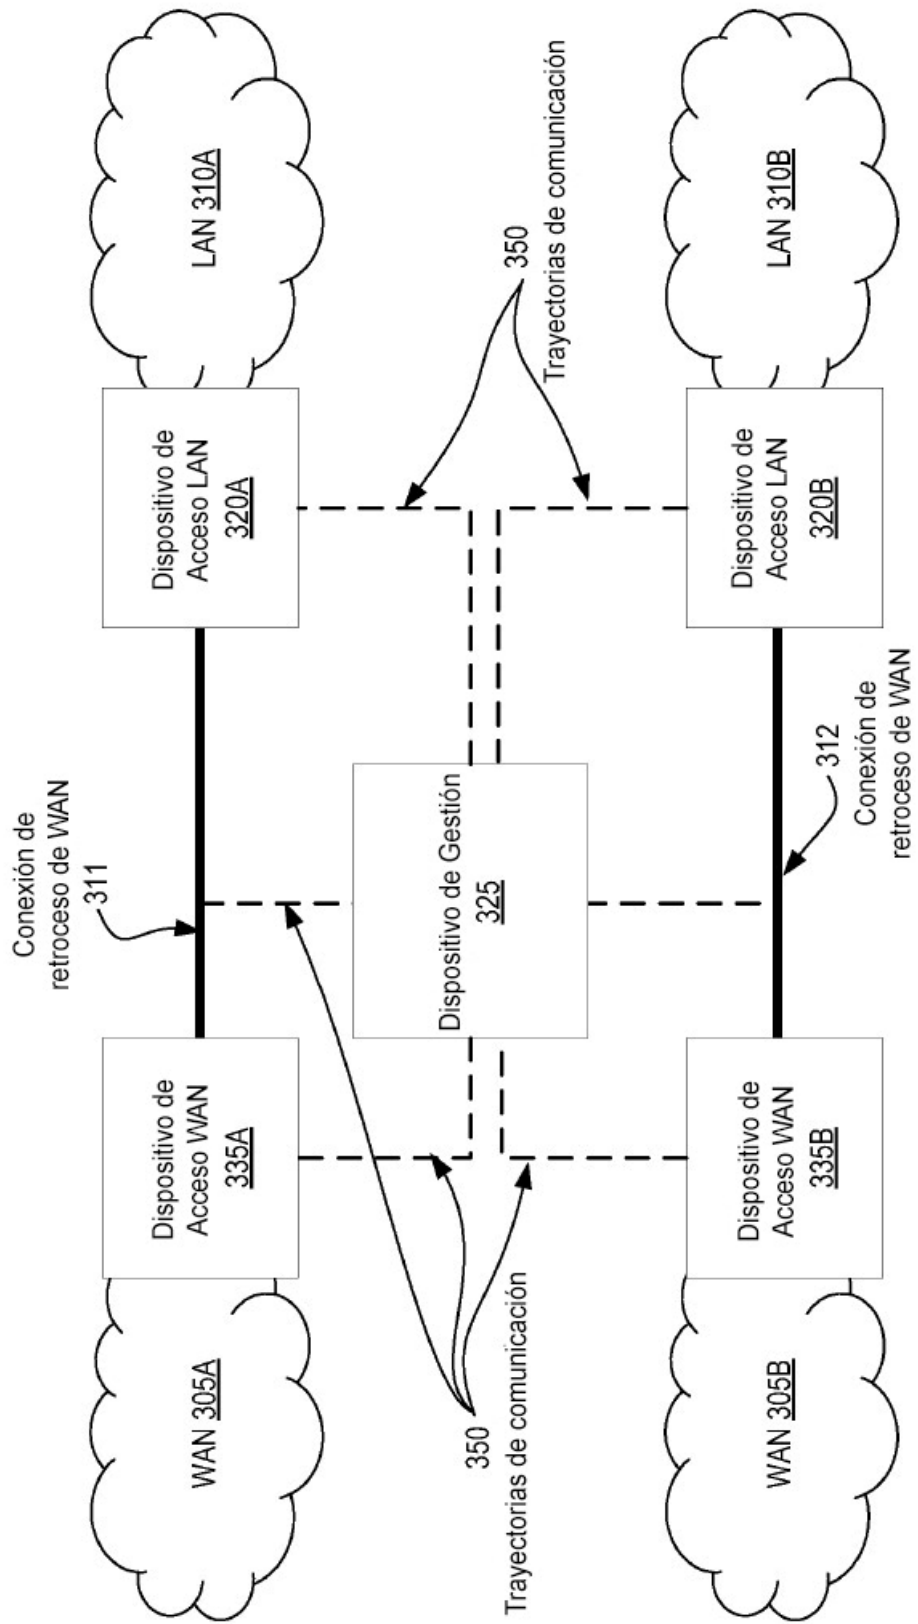 WAN 305A
Dispositivo de
Acceso WAN
335A
Conexión de
retroceso de WAN
311
Dispositivo de
Acceso LAN
320A
LAN 310A
350
Trayectorias de comunicación
Dispositivo de Gestión
325
350
Trayectorias de comunicación
WAN 305B
Dispositivo de
Acceso WAN
335B
312
Conexión de
retroceso de WAN
Dispositivo de
Acceso LAN
320B
LAN 310B